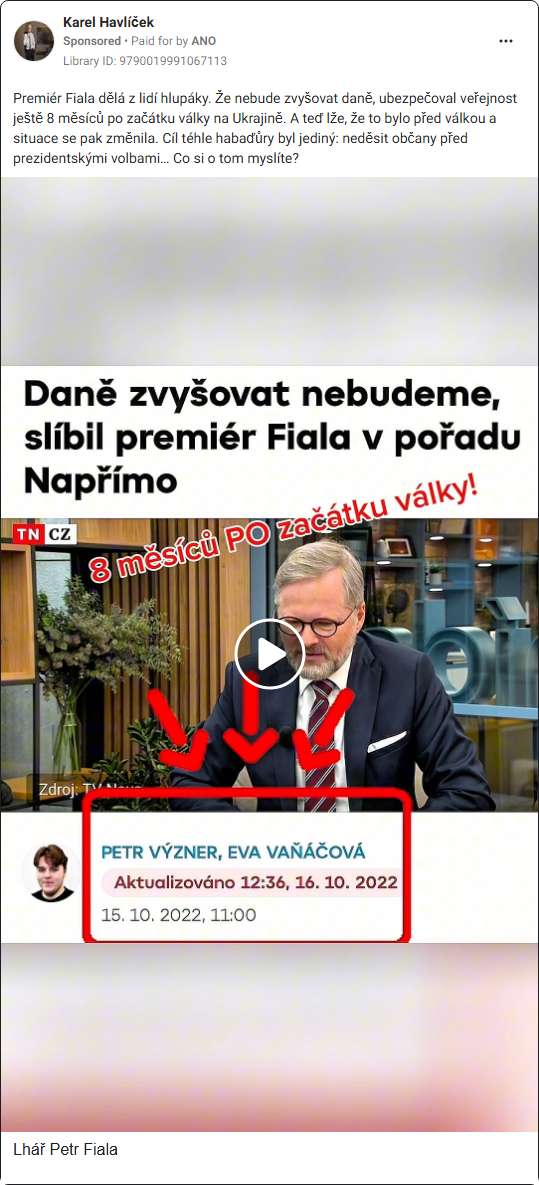 Karel Havlíček
Sponsored • Paid for by ANO
Library ID: 9790019991067113
Premiér Fiala dělá z lidí hlupáky. Že nebude zvyšovat daně, ubezpečoval veřejnost
ještě 8 měsíců po začátku války na Ukrajině. A teď lže, že to bylo před válkou a
situace se pak změnila. Cíl téhle habaďůry byl jediný: neděsit občany před
prezidentskými volbami... Co si o tom myslíte?
Daně zvyšovat nebudeme,
slíbil premiér Fiala v pořadu
Napřímo
8 měsíců PO začátku války!
TN CZ
Zdroj: TV Nova
PETR VÝZNER, EVA VAŇÁČOVÁ
Aktualizováno 12:36, 16. 10. 2022
15. 10. 2022, 11:00
Lhář Petr Fiala